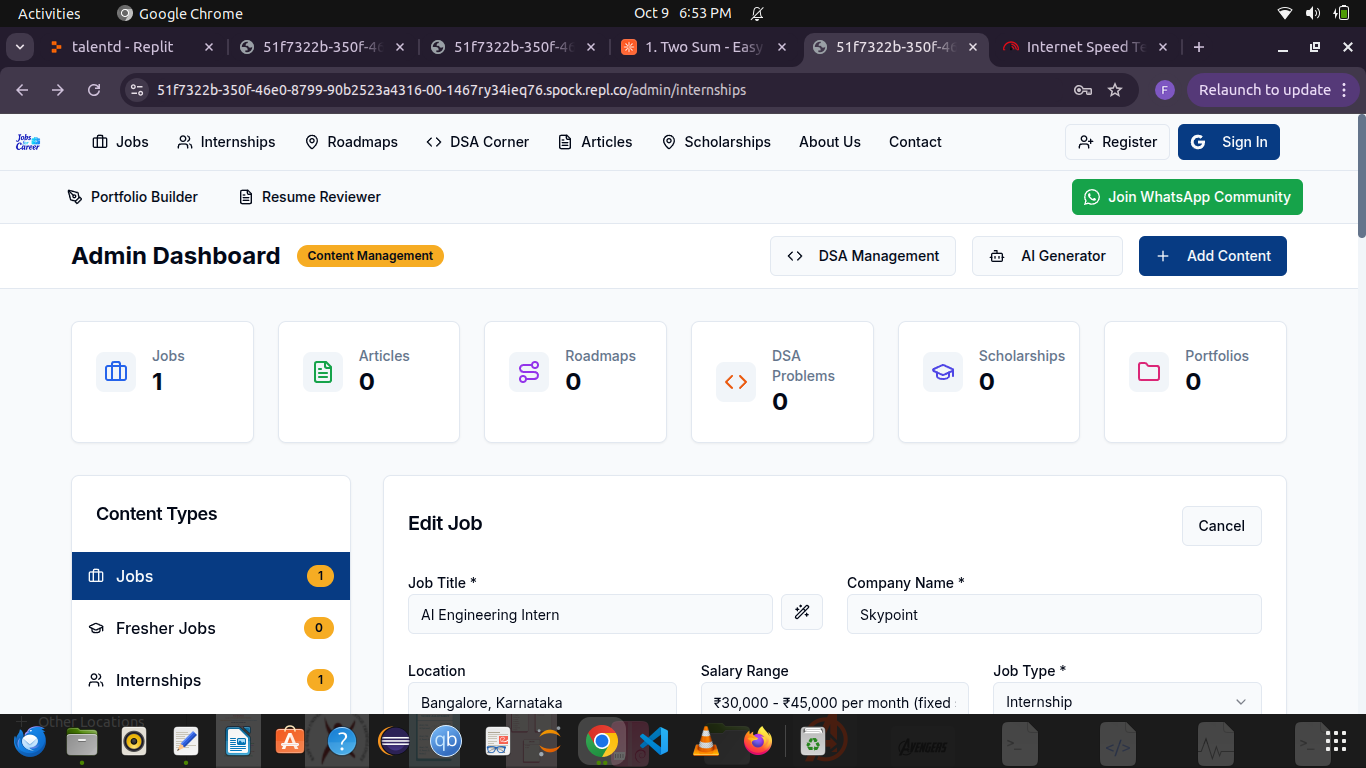 Activities
Google Chrome
Oct 9 6:53 PM
talentd - Replit
51f7322b-350f-46
51f7322b-350f-46
1. Two Sum - Easy
51f7322b-350f-46
Internet Speed Te
51f7322b-350f-46e0-8799-90b2523a4316-00-1467ry34ieq76.spock.repl.co/admin/internships
F
Relaunch to update
Jobs for Career
Jobs
Internships
Roadmaps
DSA Corner
Articles
Scholarships
About Us
Contact
Register
Sign In
Portfolio Builder
Resume Reviewer
Join WhatsApp Community
Admin Dashboard
Content Management
DSA Management
AI Generator
Add Content
Jobs
1
Articles
0
Roadmaps
0
DSA
Problems
0
Scholarships
0
Portfolios
0
Content Types
Jobs
1
Fresher Jobs
0
Internships
1
Edit Job
Cancel
Job Title *
Company Name *
AI Engineering Intern
Skypoint
Location
Salary Range
Job Type *
Bangalore, Karnataka
₹30,000 - ₹45,000 per month (fixed
Internship
Other Locations
qb
AVENGERS